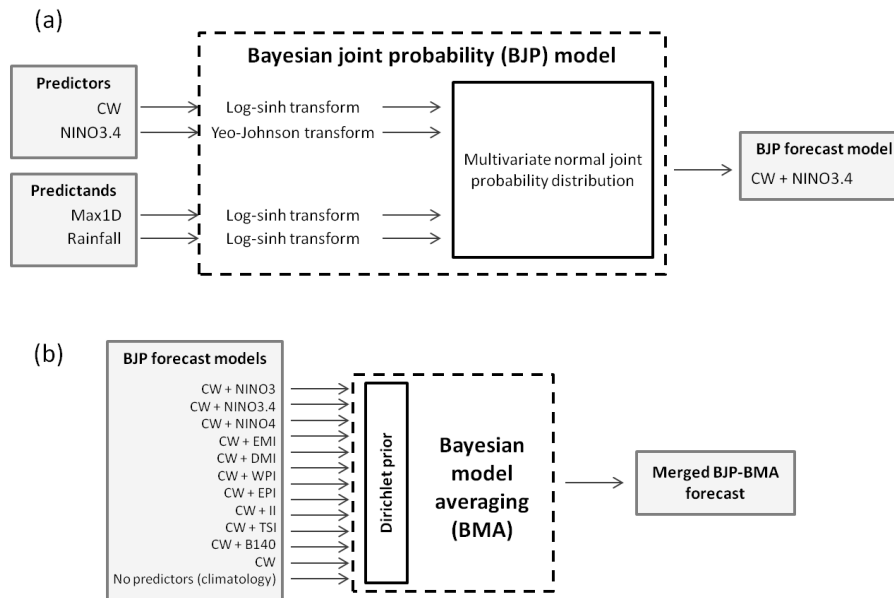 (a)
Bayesian joint probability (BJP) model
Predictors
CW
NINO3.4
Log-sinh transform
Yeo-Johnson transform
Predictands
Max1D
Rainfall
Log-sinh transform
Log-sinh transform
Multivariate normal joint
probability distribution
BJP forecast model
CW + NINO3.4
(b)
BJP forecast models
CW + NINO3
CW + NINO3.4
CW + NINO4
CW + EMI
CW + DMI
CW + WPI
CW + EPI
CW + II
CW + TSI
CW + B140
CW
No predictors (climatology)
Dirichlet prior
Bayesian
model
averaging
(BMA)
Merged BJP-BMA
forecast